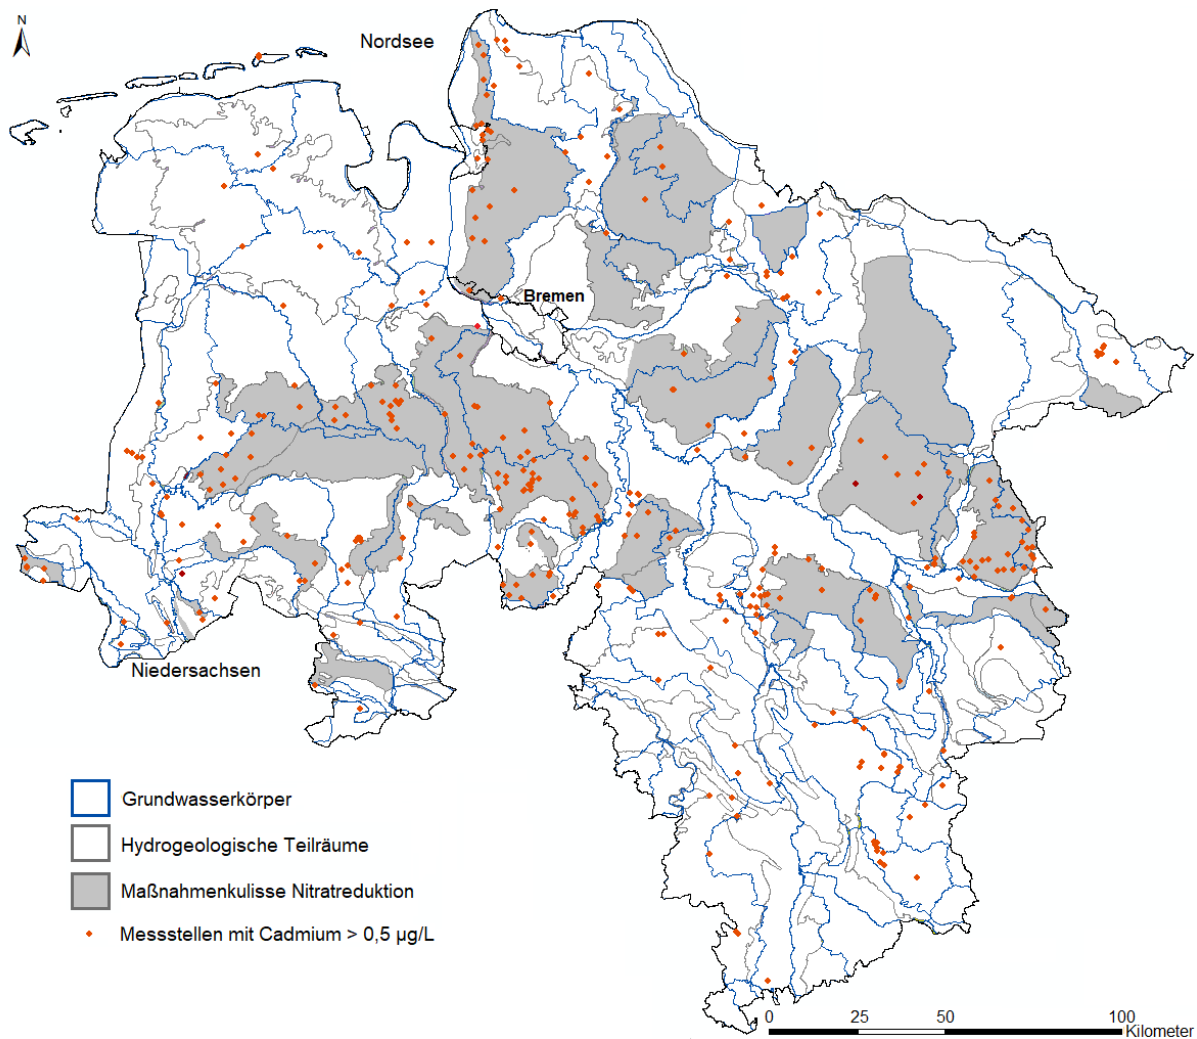 N
Nordsee
Bremen
Niedersachsen
Grundwasserkörper
Hydrogeologische Teilräume
Maßnahmenkulisse Nitratreduktion
Messstellen mit Cadmium > 0,5 µg/L
0 25 50 100
Kilometer